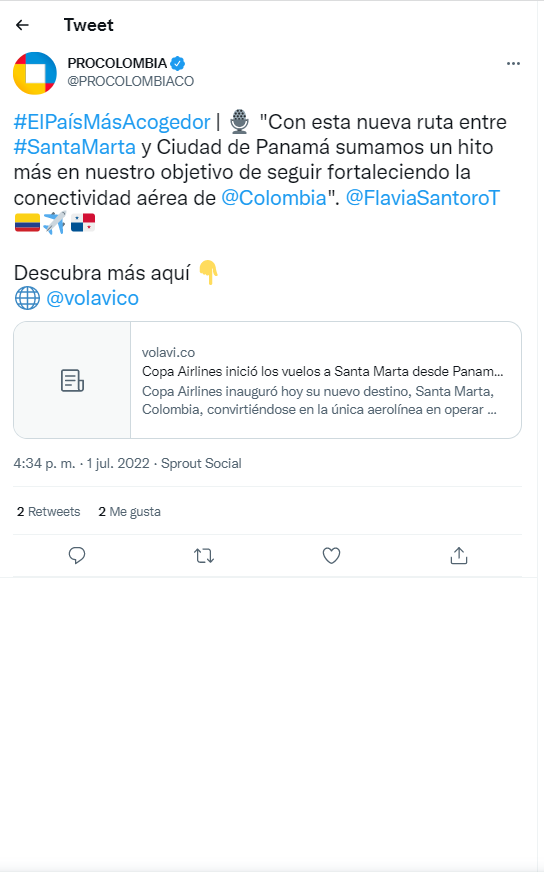 Tweet
PROCOLOMBIA
@PROCOLOMBIACO
#ElPaísMásAcogedor | 🎙 "Con esta nueva ruta entre
#SantaMarta y Ciudad de Panamá sumamos un hito
más en nuestro objetivo de seguir fortaleciendo la
conectividad aérea de @Colombia". @FlaviaSantoroT
🇨🇴✈️🇵🇦
Descubra más aquí 👇
🌐 @volavico
volavi.co
Copa Airlines inició los vuelos a Santa Marta desde Panam...
Copa Airlines inauguró hoy su nuevo destino, Santa Marta,
Colombia, convirtiéndose en la única aerolínea en operar ...
4:34 p. m. · 1 jul. 2022 · Sprout Social
2 Retweets 2 Me gusta